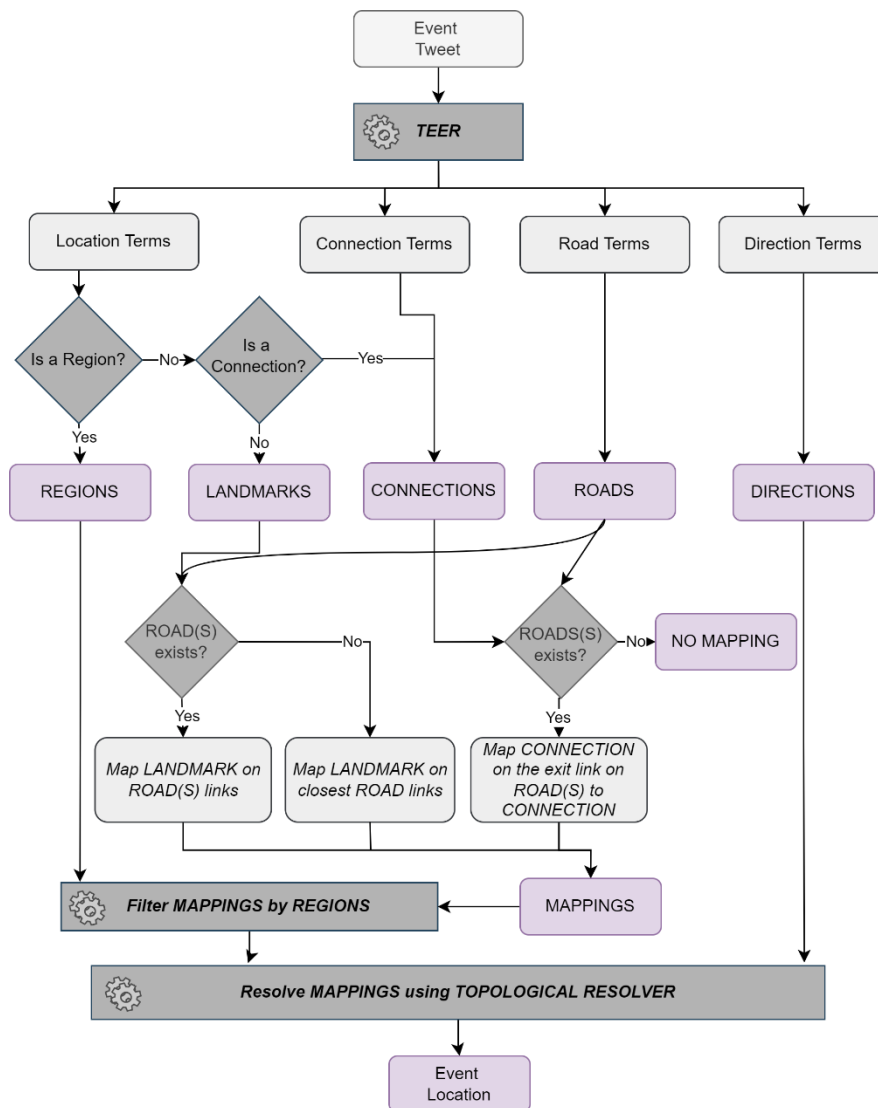 Event
Tweet
TEER
Location Terms
Connection Terms
Road Terms
Direction Terms
Is a Region?
No
Is a
Connection?
Yes
Yes
No
REGIONS
LANDMARKS
CONNECTIONS
ROADS
DIRECTIONS
ROAD(S)
exists?
No
ROADS(S)
exists?
No
NO MAPPING
Yes
Yes
Map LANDMARK on
ROAD(S) links
Map LANDMARK on
closest ROAD links
Map CONNECTION
on the exit link on
ROAD(S) to
CONNECTION
Filter MAPPINGS by REGIONS
MAPPINGS
Resolve MAPPINGS using TOPOLOGICAL RESOLVER
Event
Location